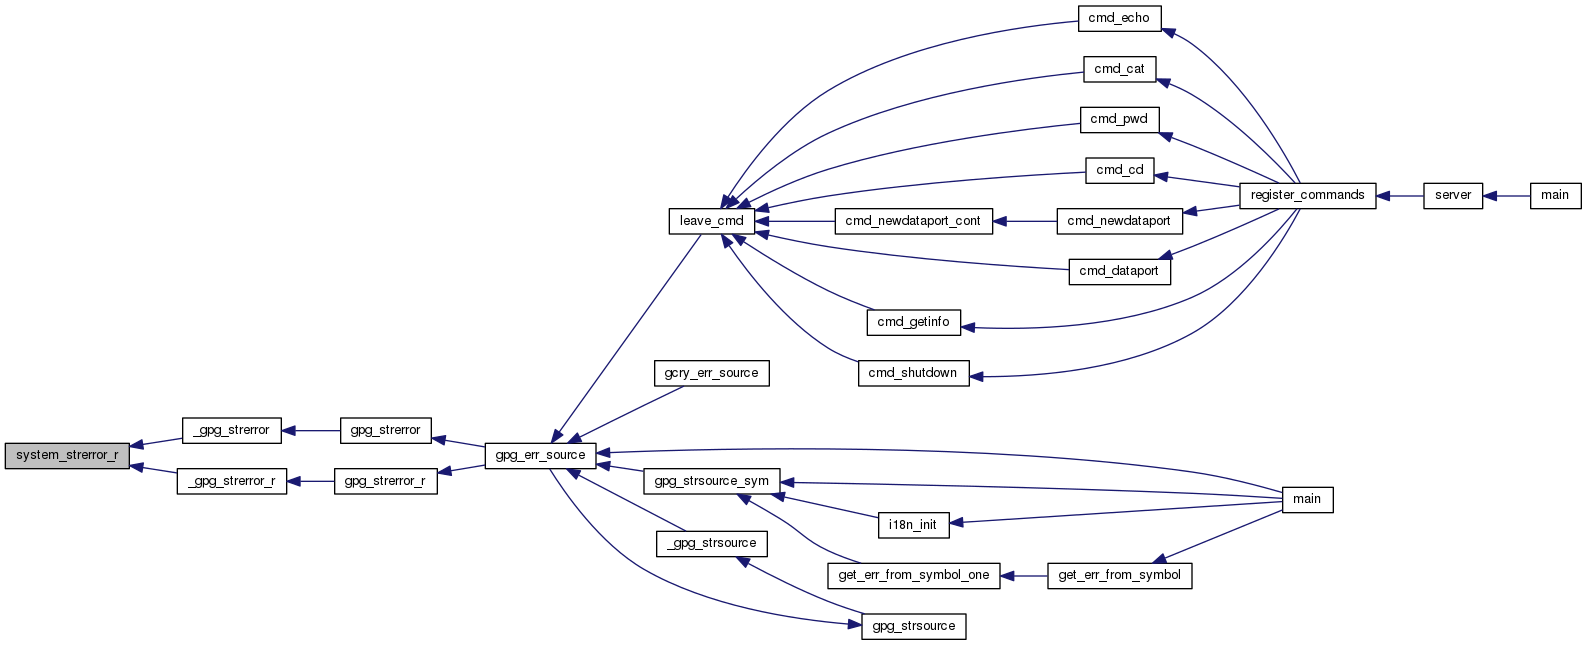 cmd_echo
cmd_cat
cmd_pwd
cmd_cd
register_commands
server
main
leave_cmd
cmd_newdataport_cont
cmd_newdataport
cmd_dataport
cmd_getinfo
gcry_err_source
cmd_shutdown
_gpg_strerror
gpg_strerror
system_strerror_r
gpg_err_source
_gpg_strerror_r
gpg_strerror_r
gpg_strsource_sym
main
i18n_init
_gpg_strsource
get_err_from_symbol_one
get_err_from_symbol
gpg_strsource